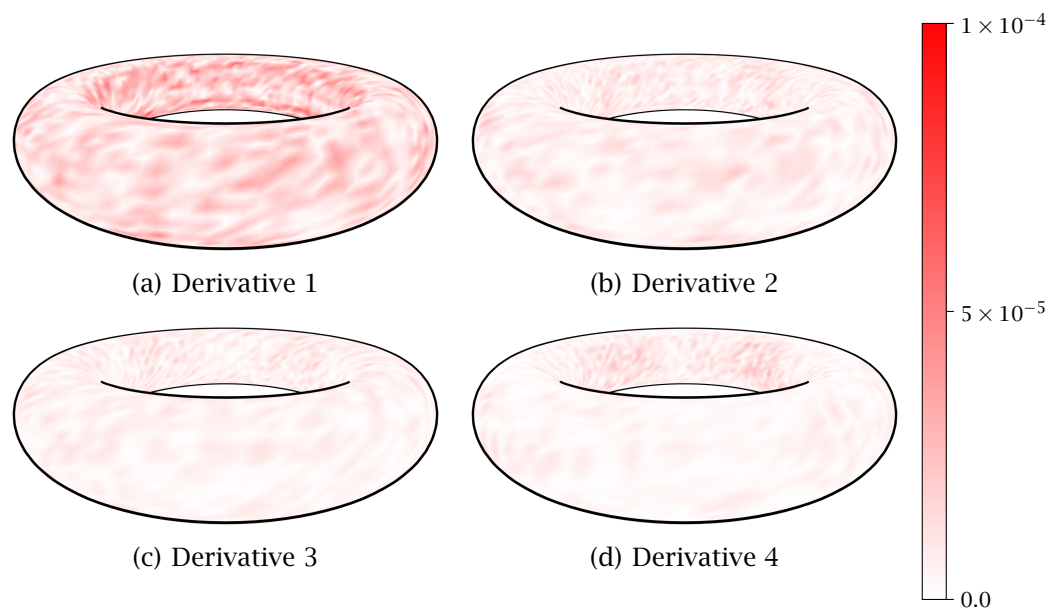 1 × 10⁻⁴
(a) Derivative 1
(b) Derivative 2
5 × 10⁻⁵
(c) Derivative 3
(d) Derivative 4
0.0